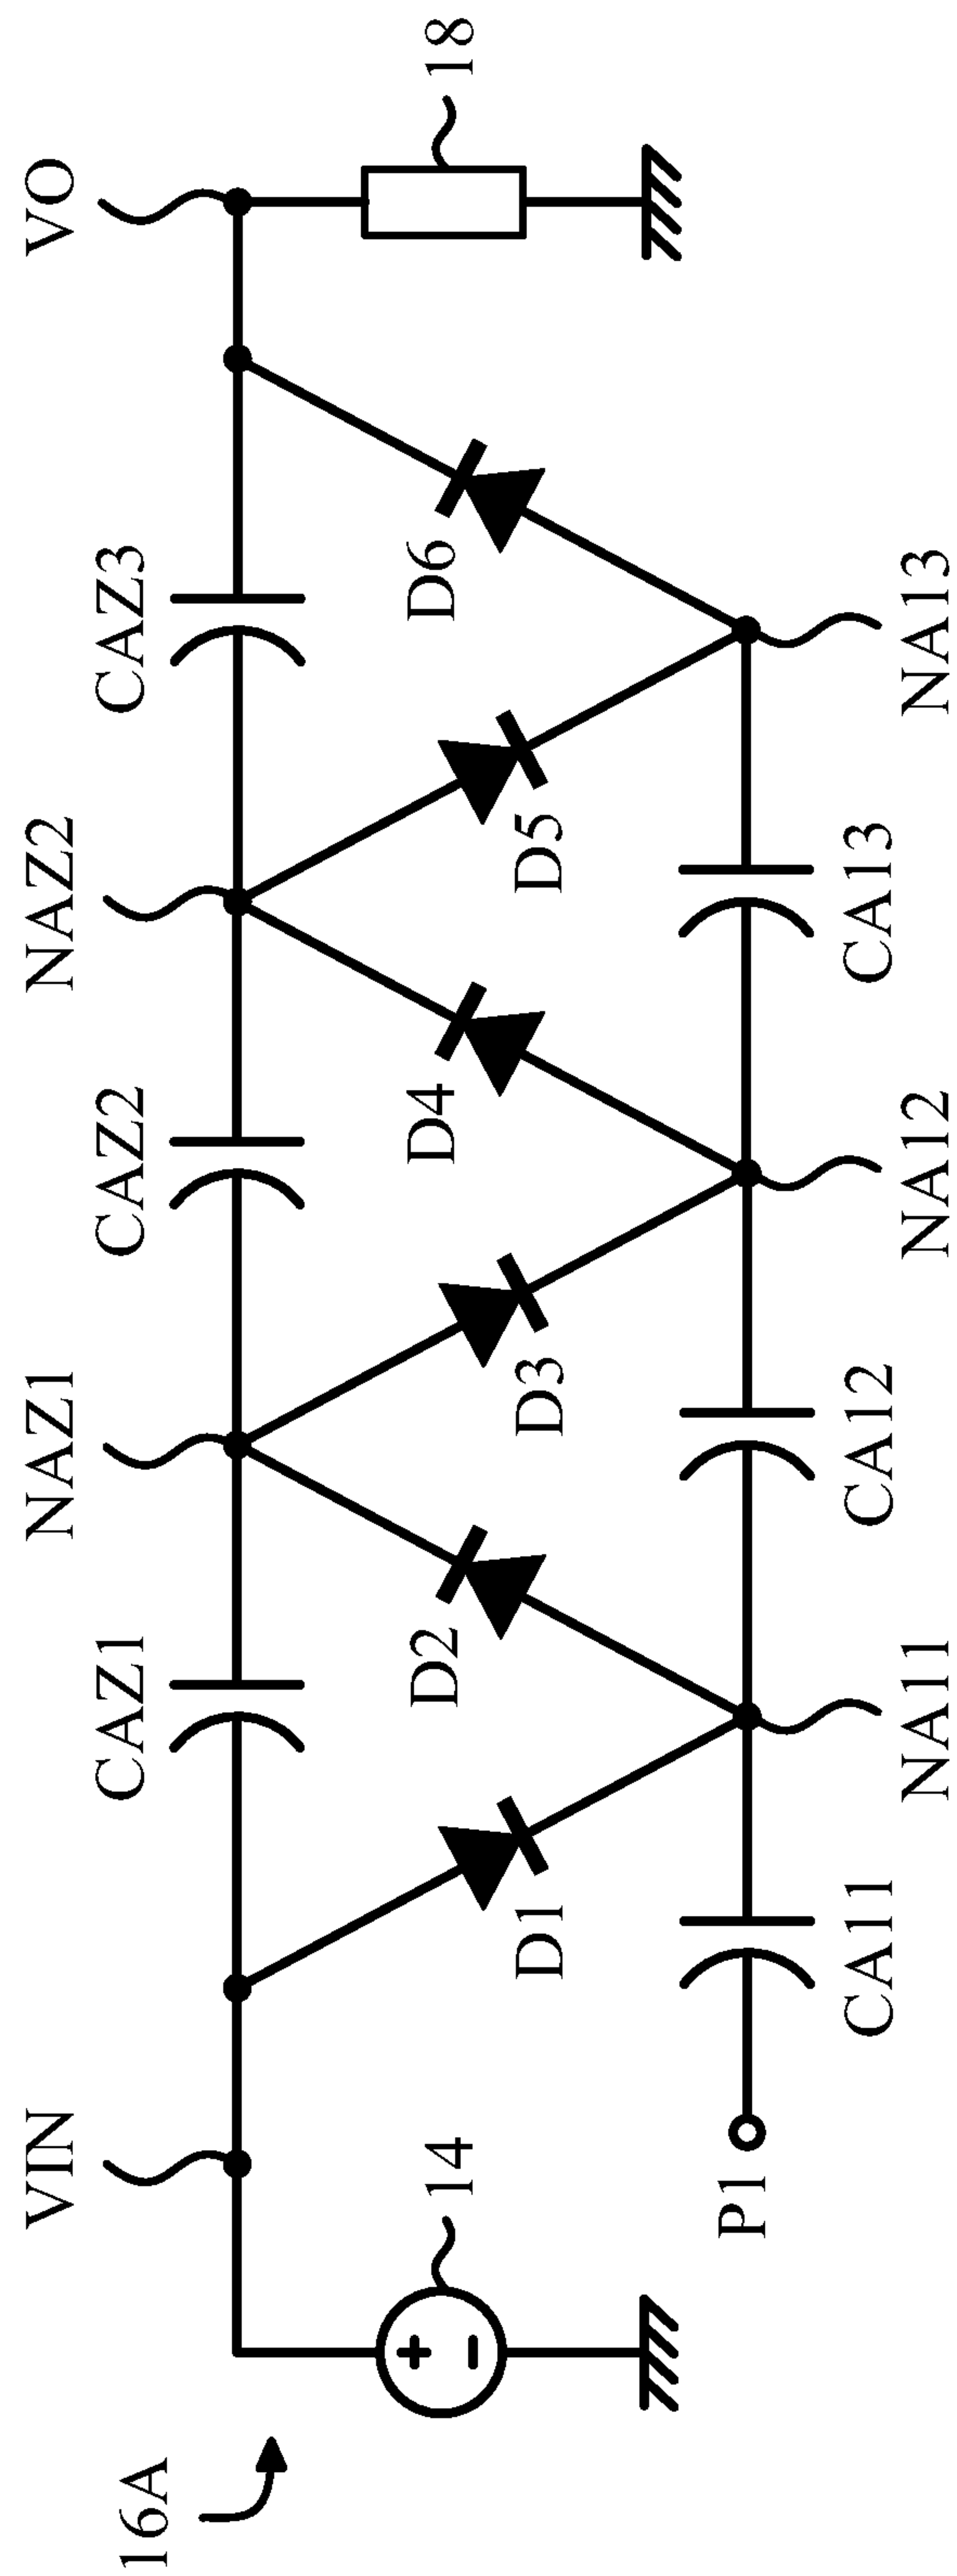 VIN
NAZ1
NAZ2
VO
16A
CAZ1
CAZ2
CAZ3
14
D2
D4
D6
18
D1
D3
D5
P1
CA11
CA12
CA13
NA11
NA12
NA13